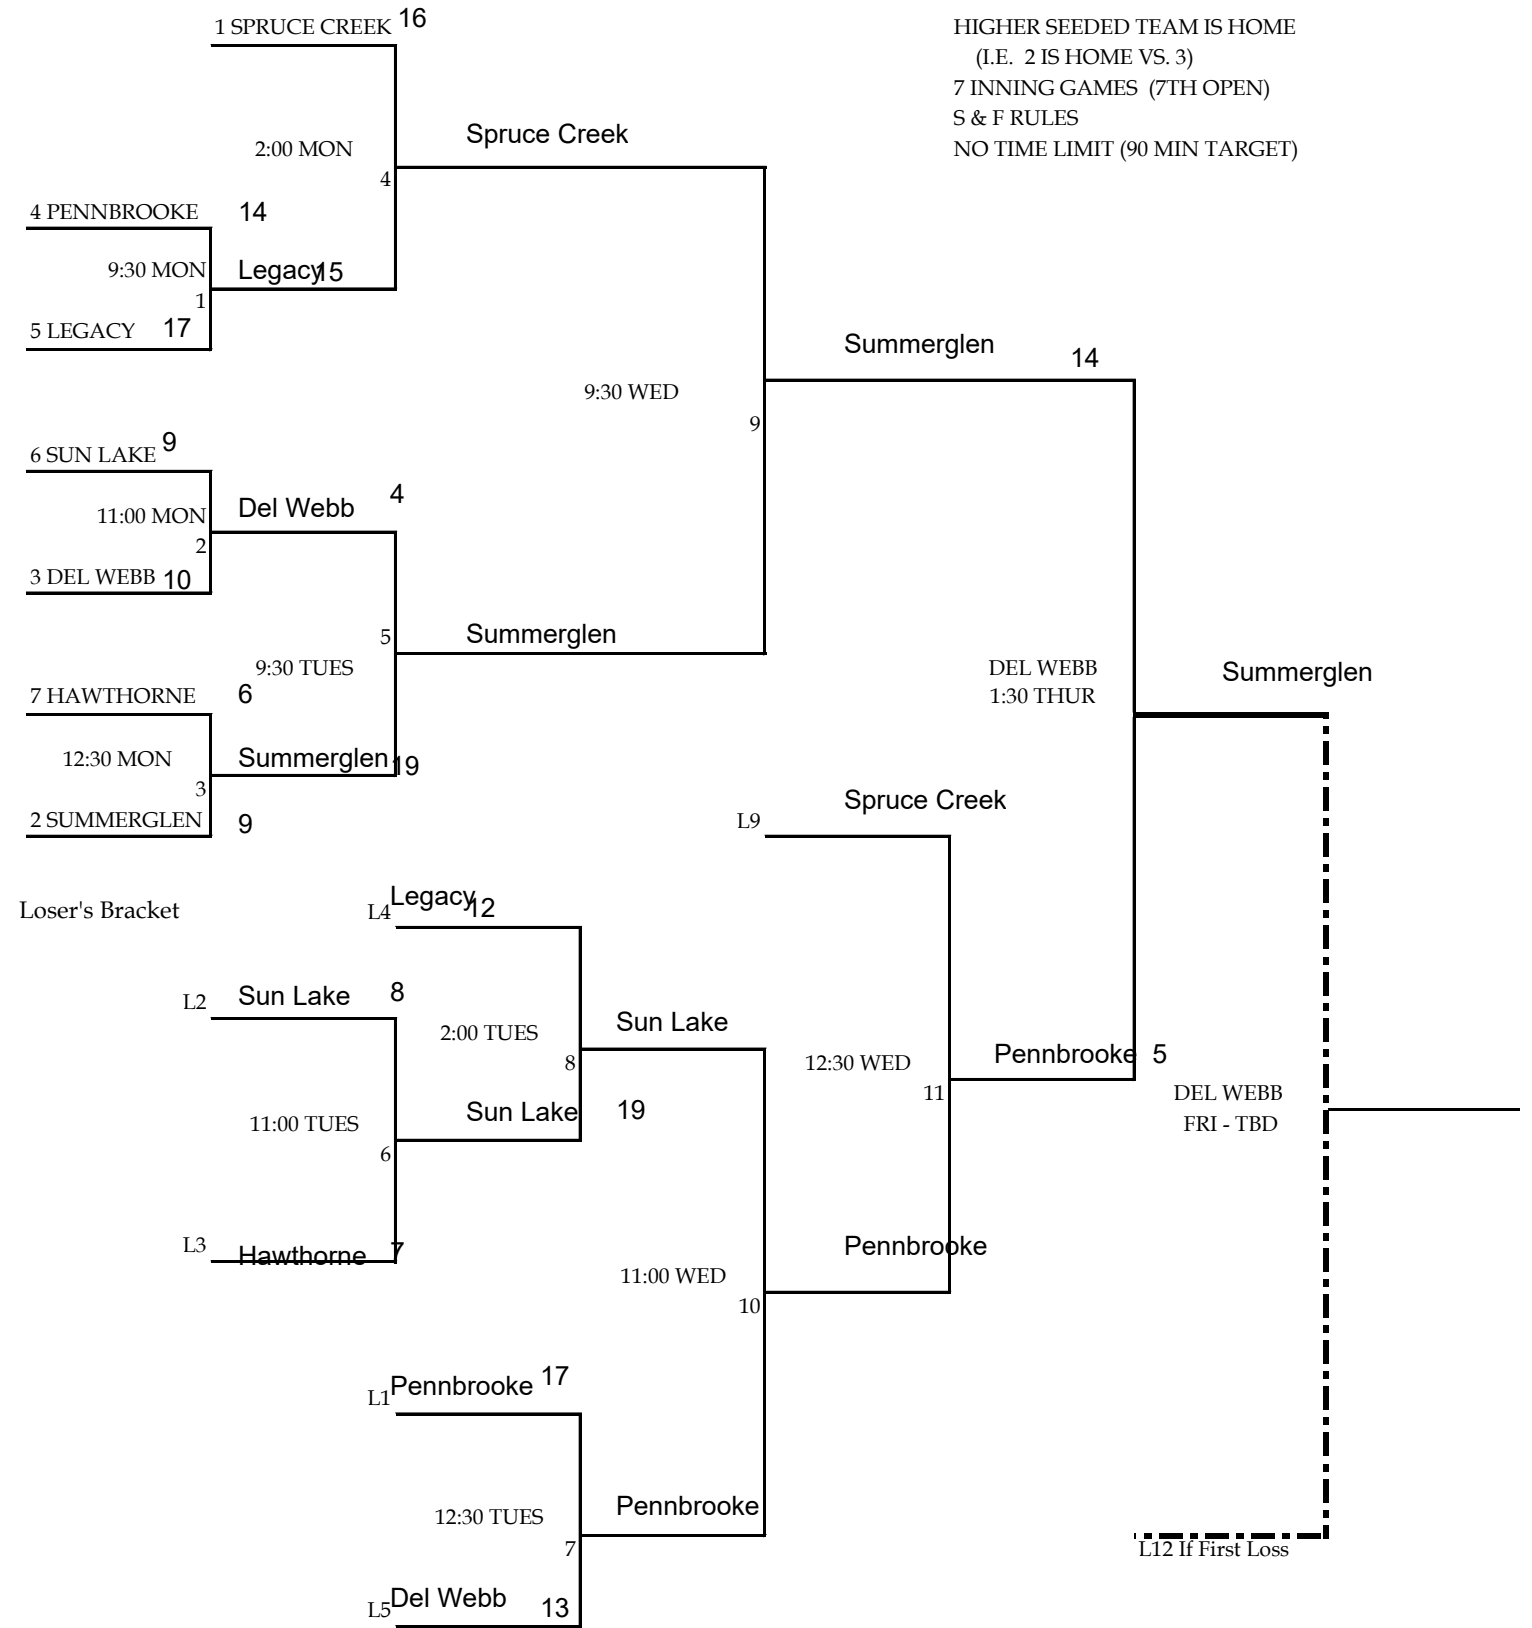 1 SPRUCE CREEK 16
HIGHER SEEDED TEAM IS HOME
(I.E. 2 IS HOME VS. 3)
7 INNING GAMES (7TH OPEN)
S & F RULES
NO TIME LIMIT (90 MIN TARGET)
2:00 MON
4
Spruce Creek
4 PENNBROOKE 14
9:30 MON
1
Legacy 15
5 LEGACY 17
Summerglen 14
9:30 WED
9
6 SUN LAKE 9
11:00 MON
2
Del Webb 4
3 DEL WEBB 10
5
9:30 TUES
Summerglen
7 HAWTHORNE 6
12:30 MON
3
Summerglen 19
2 SUMMERGLEN 9
DEL WEBB
1:30 THUR
Summerglen
L9 Spruce Creek
Loser's Bracket
L4 Legacy 12
L2 Sun Lake 8
2:00 TUES
8
Sun Lake
11:00 TUES
6
Sun Lake 19
L3 Hawthorne 7
12:30 WED
11
Pennbrooke 5
DEL WEBB
FRI - TBD
11:00 WED
10
Pennbrooke
L1 Pennbrooke 17
12:30 TUES
7
Pennbrooke
L5 Del Webb 13
L12 If First Loss